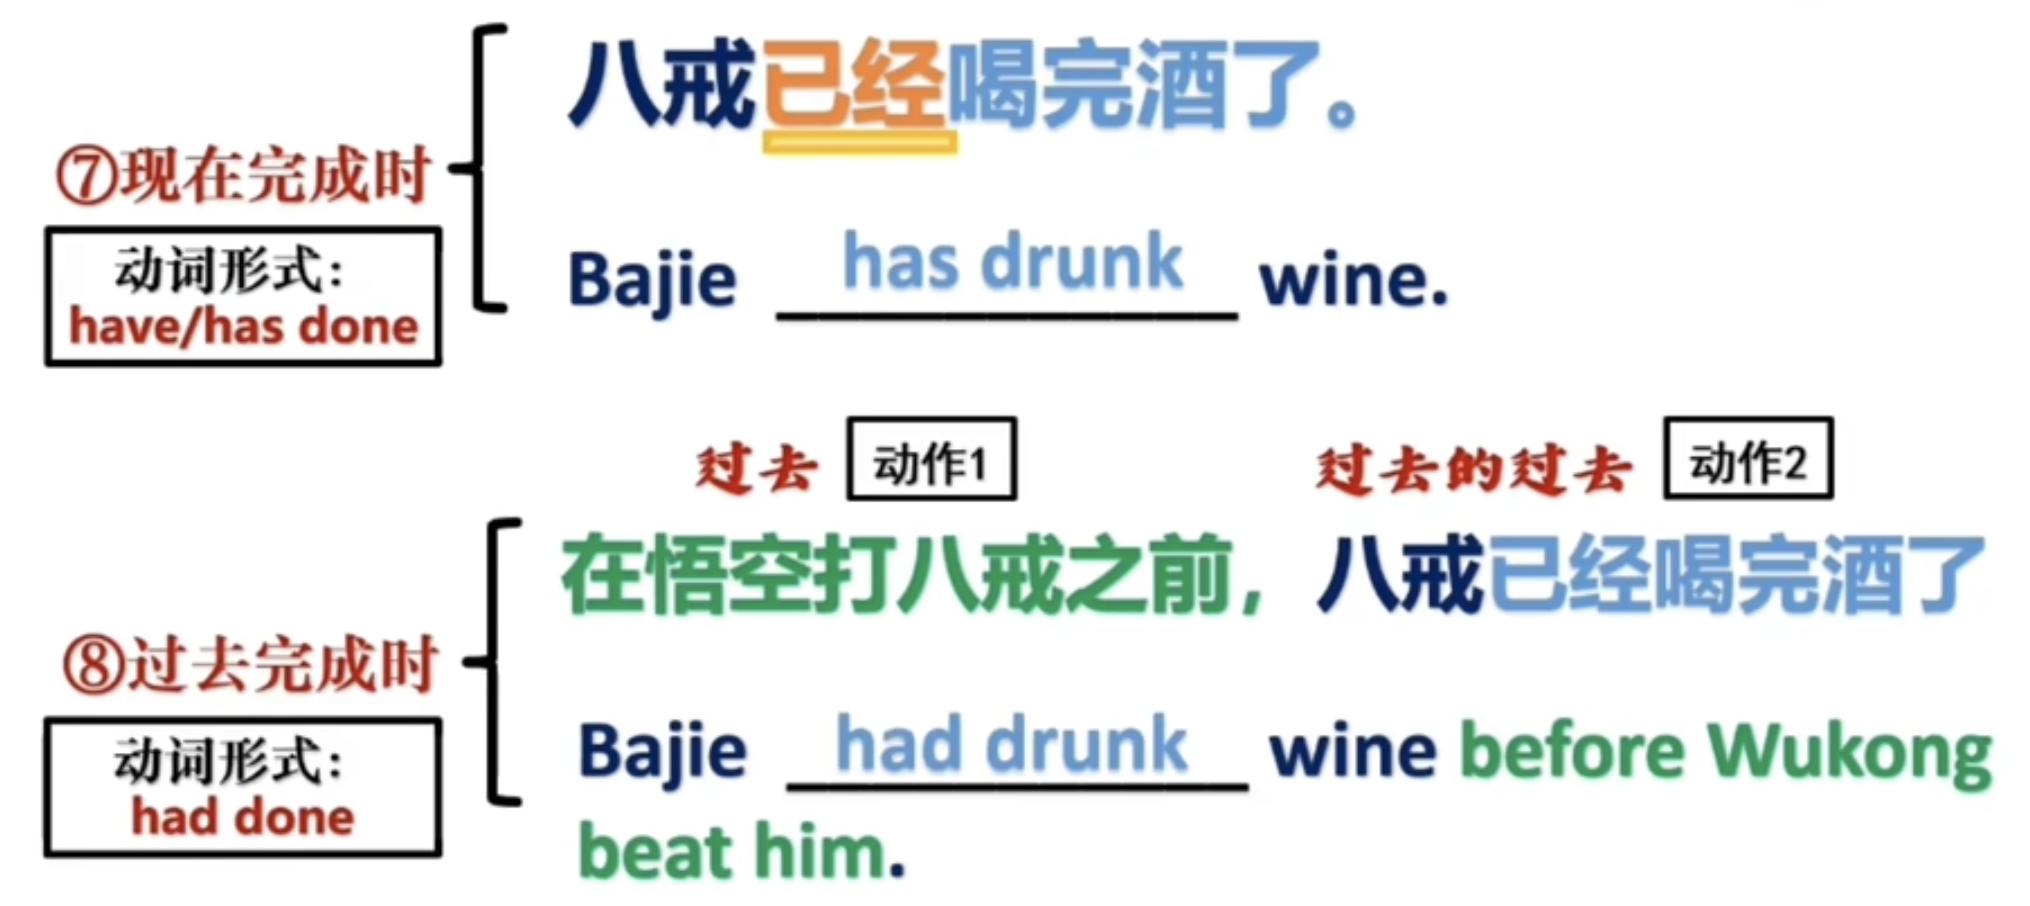 八戒已经喝完酒了。
⑦现在完成时
动词形式：
have/has done
Bajie has drunk wine.
过去 动作1 过去的过去 动作2
在悟空打八戒之前，八戒已经喝完酒了
⑧过去完成时
动词形式：
had done
Bajie had drunk wine before Wukong
beat him.